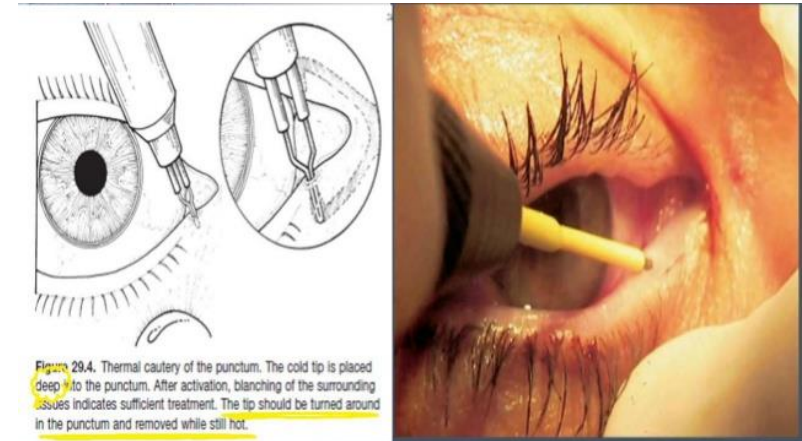 Figure 29.4. Thermal cautery of the punctum. The cold tip is placed
deep into the punctum. After activation, blanching of the surrounding
tissues indicates sufficient treatment. The tip should be turned around
in the punctum and removed while still hot.